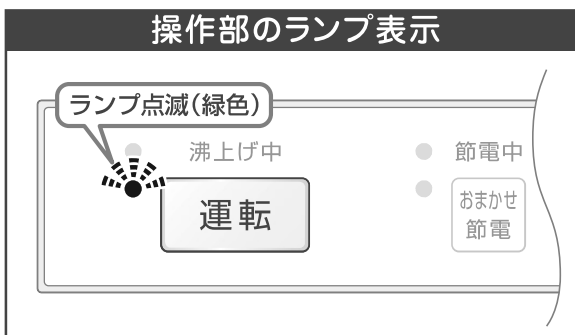 操作部のランプ表示
ランプ点滅(緑色)
沸上げ中
節電中
運転
おまかせ
節電